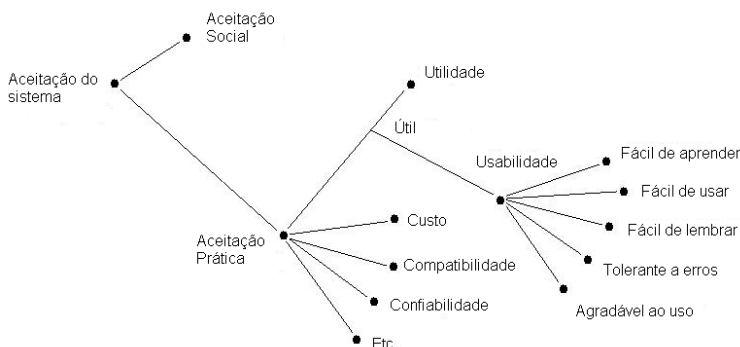 Aceitação
Social
Aceitação do
sistema
Utilidade
Útil
Usabilidade
Fácil de aprender
Fácil de usar
Fácil de lembrar
Tolerante a erros
Agradável ao uso
Aceitação
Prática
Custo
Compatibilidade
Confiabilidade
Etc